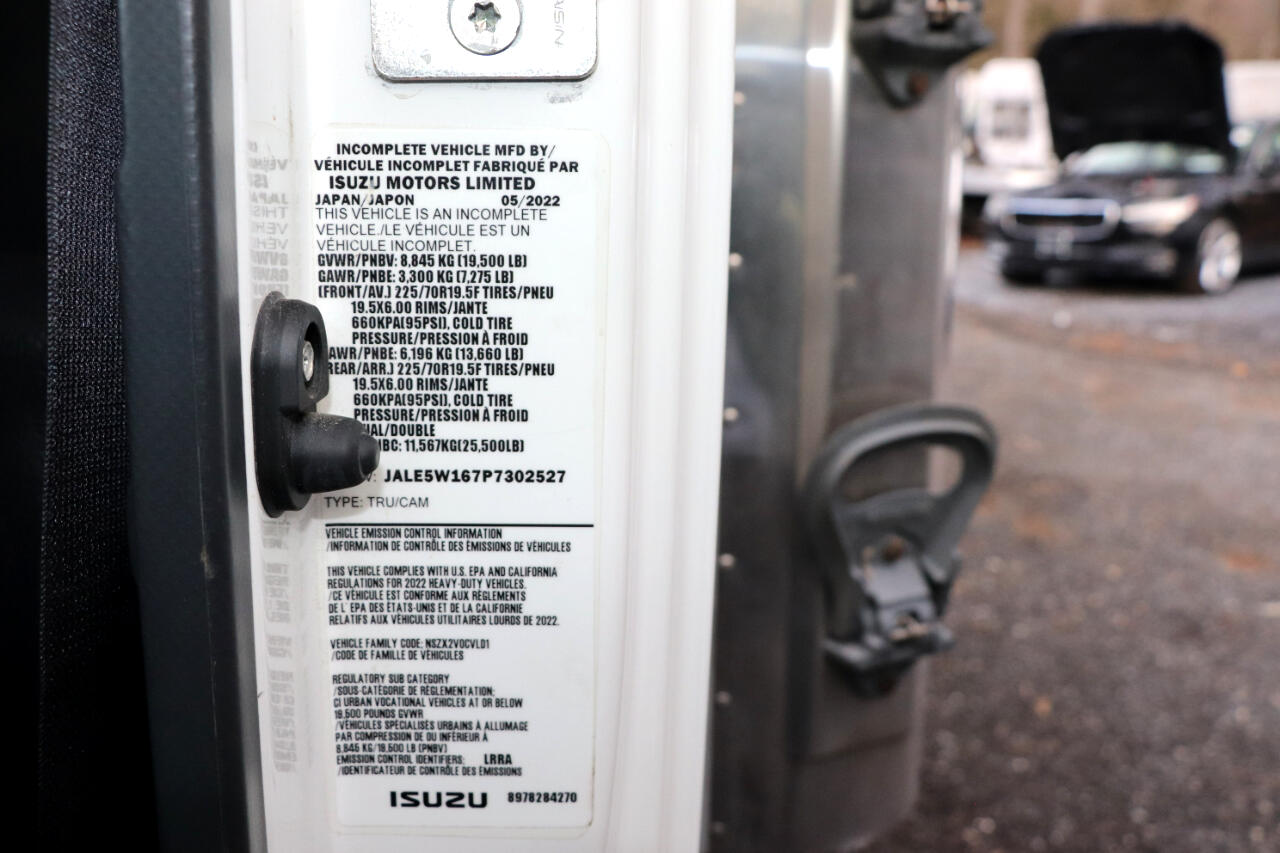 AISIN
INCOMPLETE VEHICLE MFD BY/
VÉHICULE INCOMPLET FABRIQUÉ PAR
ISUZU MOTORS LIMITED
JAPAN/JAPON 05/2022
THIS VEHICLE IS AN INCOMPLETE
VEHICLE./LE VÉHICULE EST UN
VÉHICULE INCOMPLET.
GVWR/PNBV: 8,845 KG (19,500 LB)
GAWR/PNBE: 3,300 KG (7,275 LB)
(FRONT/AV.) 225/70R19.5F TIRES/PNEU
19.5X6.00 RIMS/JANTE
660KPA(95PSI), COLD TIRE
PRESSURE/PRESSION À FROID
AWR/PNBE: 6,196 KG (13,660 LB)
REAR/ARR.) 225/70R19.5F TIRES/PNEU
19.5X6.00 RIMS/JANTE
660KPA(95PSI), COLD TIRE
PRESSURE/PRESSION À FROID
UAL/DOUBLE
NBC: 11,567KG(25,500LB)
V: JALE5W167P7302527
TYPE: TRU/CAM
VEHICLE EMISSION CONTROL INFORMATION
/INFORMATION DE CONTRÔLE DES ÉMISSIONS DE VÉHICULES
THIS VEHICLE COMPLIES WITH U.S. EPA AND CALIFORNIA
REGULATIONS FOR 2022 HEAVY-DUTY VEHICLES.
/CE VÉHICULE EST CONFORME AUX RÈGLEMENTS
DE L' EPA DES ÉTATS-UNIS ET DE LA CALIFORNIE
RELATIFS AUX VÉHICULES UTILITAIRES LOURDS DE 2022.
VEHICLE FAMILY CODE: NSZX2VOCVLD1
/CODE DE FAMILLE DE VÉHICULES
REGULATORY SUB CATEGORY
/SOUS-CATÉGORIE DE RÉGLEMENTATION:
CI URBAN VOCATIONAL VEHICLES AT OR BELOW
19,500 POUNDS GVWR
/VÉHICULES SPÉCIALISÉS URBAINS À ALLUMAGE
PAR COMPRESSION DE OU INFÉRIEUR À
8,845 KG/19,500 LB (PNBV)
EMISSION CONTROL IDENTIFIERS: LRRA
/IDENTIFICATEUR DE CONTRÔLE DES ÉMISSIONS
ISUZU 8978284270